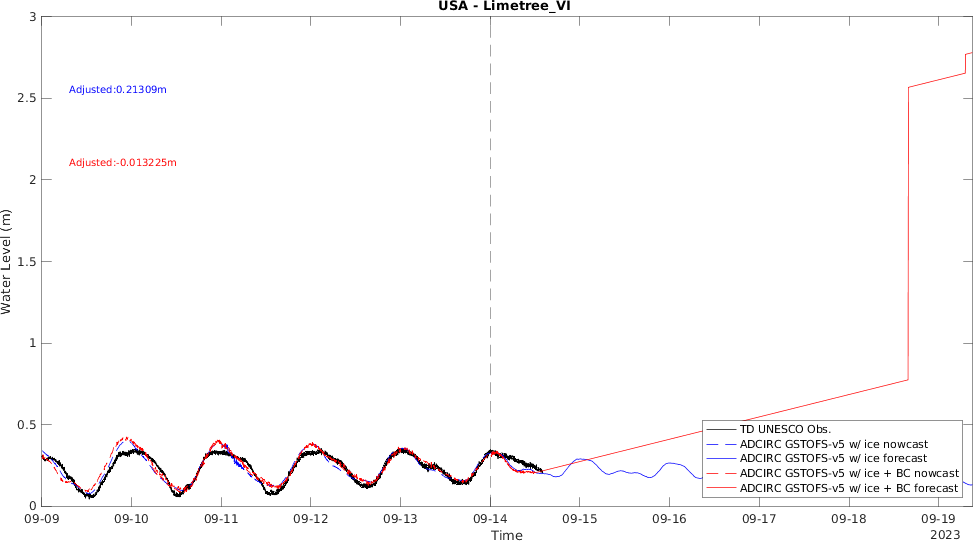 USA - Limetree_VI
3
2.5
2
1.5
1
0.5
0
Water Level (m)
Adjusted:0.21309m
Adjusted:-0.013225m
TD UNESCO Obs.
ADCIRC GSTOFS-v5 w/ ice nowcast
ADCIRC GSTOFS-v5 w/ ice forecast
ADCIRC GSTOFS-v5 w/ ice + BC nowcast
ADCIRC GSTOFS-v5 w/ ice + BC forecast
09-09 09-10 09-11 09-12 09-13 09-14 09-15 09-16 09-17 09-18 09-19
Time
2023